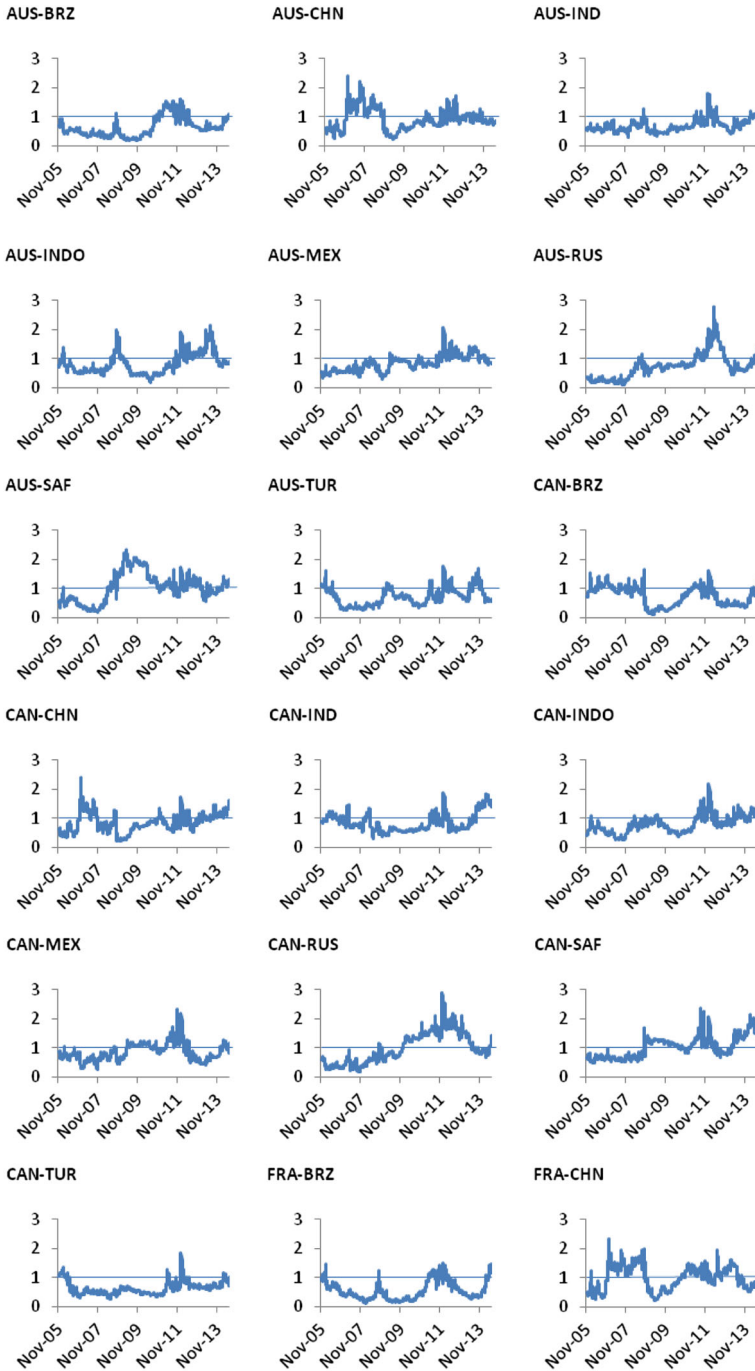 AUS-BRZ
AUS-CHN
AUS-IND
3
2
1
0
Nov-05
Nov-07
Nov-09
Nov-11
Nov-13
3
2
1
0
Nov-05
Nov-07
Nov-09
Nov-11
Nov-13
3
2
1
0
Nov-05
Nov-07
Nov-09
Nov-11
Nov-13
AUS-INDO
AUS-MEX
AUS-RUS
3
2
1
0
Nov-05
Nov-07
Nov-09
Nov-11
Nov-13
3
2
1
0
Nov-05
Nov-07
Nov-09
Nov-11
Nov-13
3
2
1
0
Nov-05
Nov-07
Nov-09
Nov-11
Nov-13
AUS-SAF
AUS-TUR
CAN-BRZ
3
2
1
0
Nov-05
Nov-07
Nov-09
Nov-11
Nov-13
3
2
1
0
Nov-05
Nov-07
Nov-09
Nov-11
Nov-13
3
2
1
0
Nov-05
Nov-07
Nov-09
Nov-11
Nov-13
CAN-CHN
CAN-IND
CAN-INDO
3
2
1
0
Nov-05
Nov-07
Nov-09
Nov-11
Nov-13
3
2
1
0
Nov-05
Nov-07
Nov-09
Nov-11
Nov-13
3
2
1
0
Nov-05
Nov-07
Nov-09
Nov-11
Nov-13
CAN-MEX
CAN-RUS
CAN-SAF
3
2
1
0
Nov-05
Nov-07
Nov-09
Nov-11
Nov-13
3
2
1
0
Nov-05
Nov-07
Nov-09
Nov-11
Nov-13
3
2
1
0
Nov-05
Nov-07
Nov-09
Nov-11
Nov-13
CAN-TUR
FRA-BRZ
FRA-CHN
3
2
1
0
Nov-05
Nov-07
Nov-09
Nov-11
Nov-13
3
2
1
0
Nov-05
Nov-07
Nov-09
Nov-11
Nov-13
3
2
1
0
Nov-05
Nov-07
Nov-09
Nov-11
Nov-13